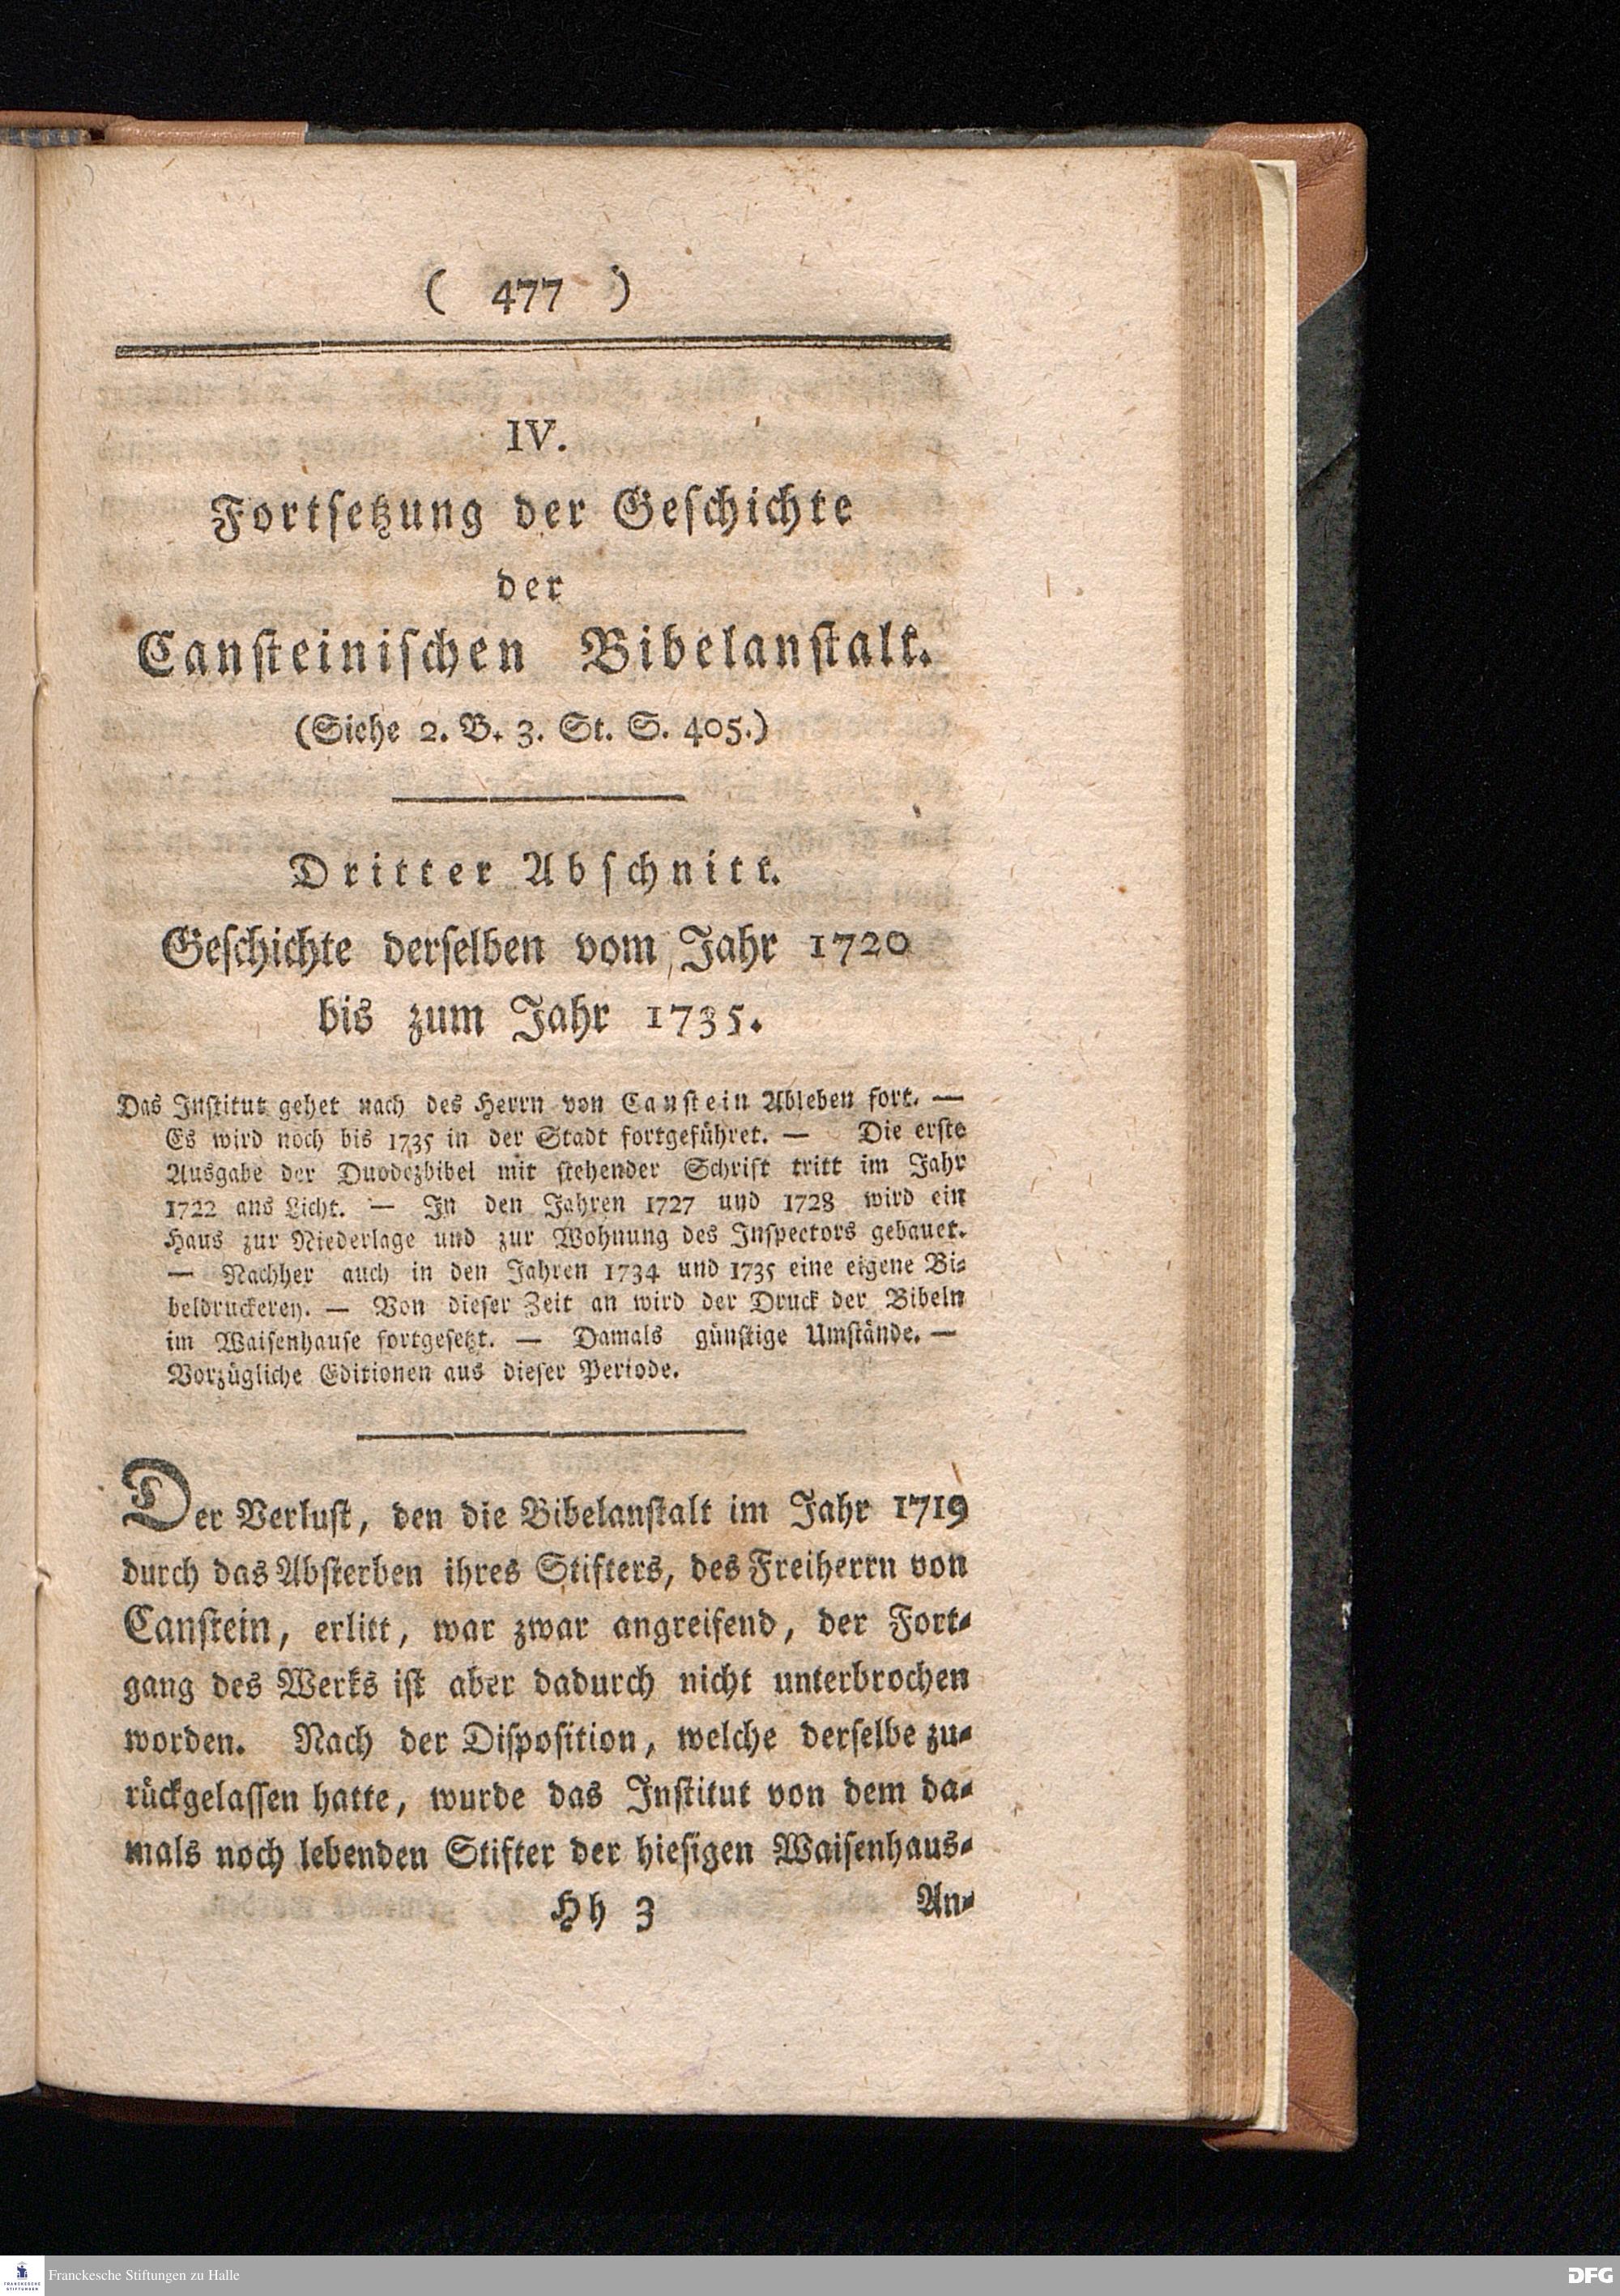 ( 477 )
IV.
Fortsetzung der Geschichte
der
Cansteinischen Bibelanstalt.
(Siehe 2. B. 3. St. S. 405.)
Dritter Abschnitt.
Geschichte derselben vom Jahr 1720
bis zum Jahr 1735.
Das Institut gehet nach des Herrn von Canstein Ableben fort. —
Es wird noch bis 1735 in der Stadt fortgeführet. — Die erste
Ausgabe der Duodezbibel mit stehender Schrift tritt im Jahr
1722 ans Licht. — In den Jahren 1727 und 1728 wird ein
Haus zur Niederlage und zur Wohnung des Inspectors gebauet.
— Nachher auch in den Jahren 1734 und 1735 eine eigene Bi-
beldruckerey. — Von dieser Zeit an wird der Druck der Bibeln
im Waisenhause fortgesetzt. — Damals günstige Umstände. —
Vorzügliche Editionen aus dieser Periode.
Der Verlust, den die Bibelanstalt im Jahr 1719
durch das Absterben ihres Stifters, des Freiherrn von
Canstein, erlitt, war zwar angreifend, der Fort-
gang des Werks ist aber dadurch nicht unterbrochen
worden. Nach der Disposition, welche derselbe zu-
rückgelassen hatte, wurde das Institut von dem da-
mals noch lebenden Stifter der hiesigen Waisenhaus-
Hh 3 An-
FRANCKESCHE
STIFTUNGEN
Franckesche Stiftungen zu Halle
DFG